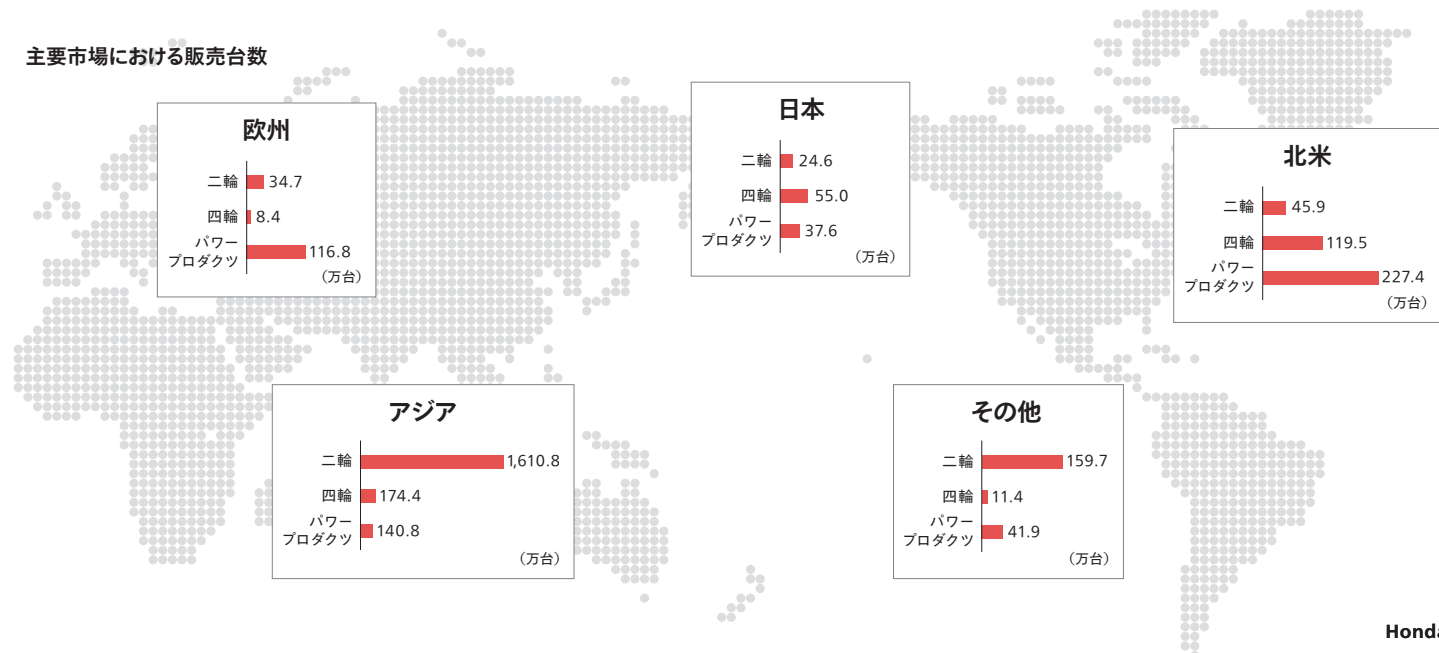 主要市場における販売台数
欧州
二輪 34.7
四輪 8.4
パワー
プロダクツ 116.8
（万台）
日本
二輪 24.6
四輪 55.0
パワー
プロダクツ 37.6
（万台）
北米
二輪 45.9
四輪 119.5
パワー
プロダクツ 227.4
（万台）
アジア
二輪 1,610.8
四輪 174.4
パワー
プロダクツ 140.8
（万台）
その他
二輪 159.7
四輪 11.4
パワー
プロダクツ 41.9
（万台）
Honda